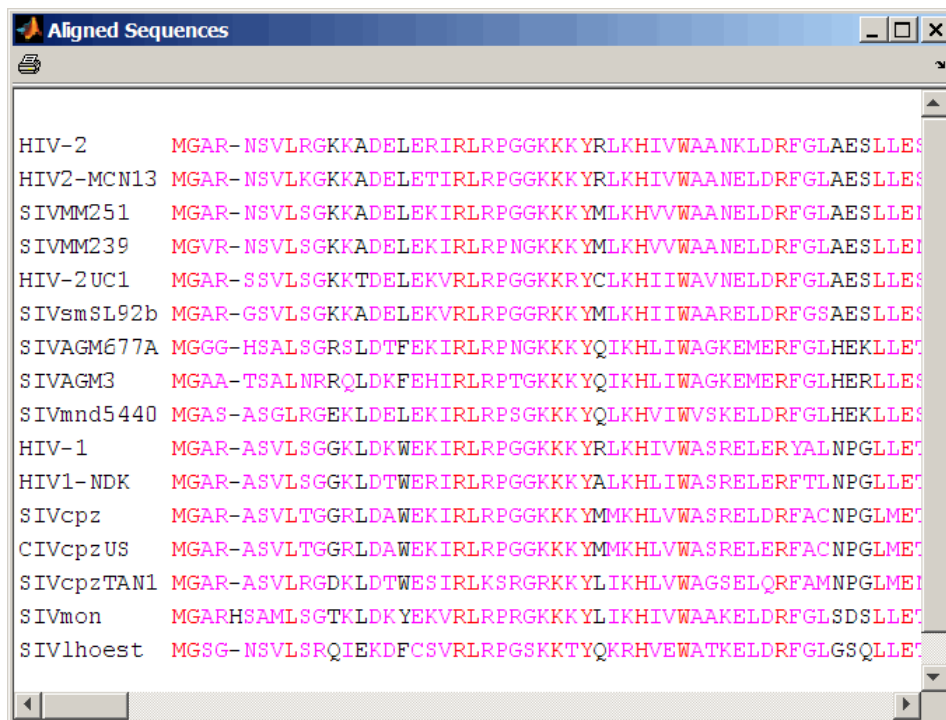 Aligned Sequences
HIV-2 MGAR-NSVLRGKKADELERIRLRPGGKKKYRLKHIVWAANKLDRFGLAESLLES
HIV2-MCN13 MGAR-NSVLKGKKADELETIRLRPGGKKKYRLKHIVWAANELDRFGLAESLLES
SIVMM251 MGAR-NSVLSGKKADELEKIRLRPGGKKKYMLKHVVWAANELDRFGLAESLLEN
SIVMM239 MGVR-NSVLSGKKADELEKIRLRPNGKKKYMLKHVVWAANELDRFGLAESLLEN
HIV-2UC1 MGAR-SSVLSGKKTDELEKVRLRPGGKKRYCLKHIIWAVNELDRFGLAESLLES
SIVsmSL92b MGAR-GSVLSGKKADELEKVRLRPGGRKKYMLKHIIWAARELDRFGSAESLLES
SIVAGM677A MGGG-HSALSGRSLDTFEKIRLRPNGKKKYQIKHLIWAGKEMERFGLHEKLLET
SIVAGM3 MGAA-TSALNRRQLDKFEHIRLRPTGKKKYQIKHLIWAGKEMERFGLHERLLES
SIVmnd5440 MGAS-ASGLRGEKLDELEKIRLRPSGKKKYQLKHVIWVSKELDRFGLHEKLLES
HIV-1 MGAR-ASVLSGGKLDKWEKIRLRPGGKKKYRLKHIVWASRELERYALNPGLLET
HIV1-NDK MGAR-ASVLSGGKLDTWERIRLRPGGKKKYALKHLIWASRELERFTLNPGLLET
SIVcpz MGAR-ASVLTGGRLDAWEKIRLRPGGKKKYMMKHLVWASRELDRFACNPGLMET
CIVcpzUS MGAR-ASVLTGGRLDAWEKIRLRPGGKKKYMMKHLVWASRELERFACNPGLMET
SIVcpzTAN1 MGAR-ASVLRGDKLDTWESIRLKSRGRKKYLIKHLVWAGSELQRFAMNPGLMEN
SIVmon MGARHSAMLSGTKLDKYEKVRLRPRGKKKYLIKHLVWAAKELDRFGLSDSLLET
SIVlhoest MGSG-NSVLSRQIEKDFCSVRLRPGSKKTYQKRHVEWATKELDRFGLGSQLLET